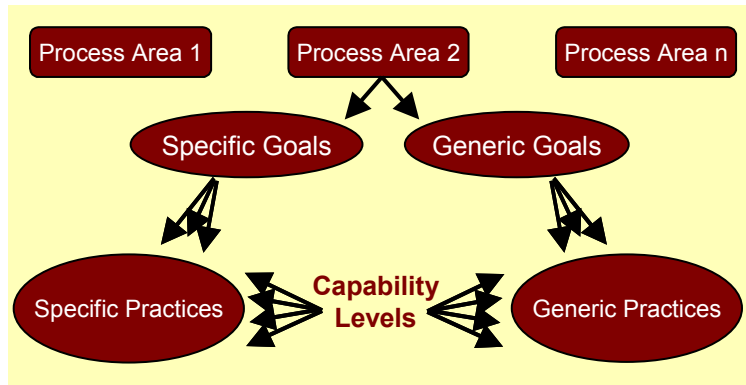 Process Area 1
Process Area 2
Process Area n
Specific Goals
Generic Goals
Specific Practices
Capability
Levels
Generic Practices